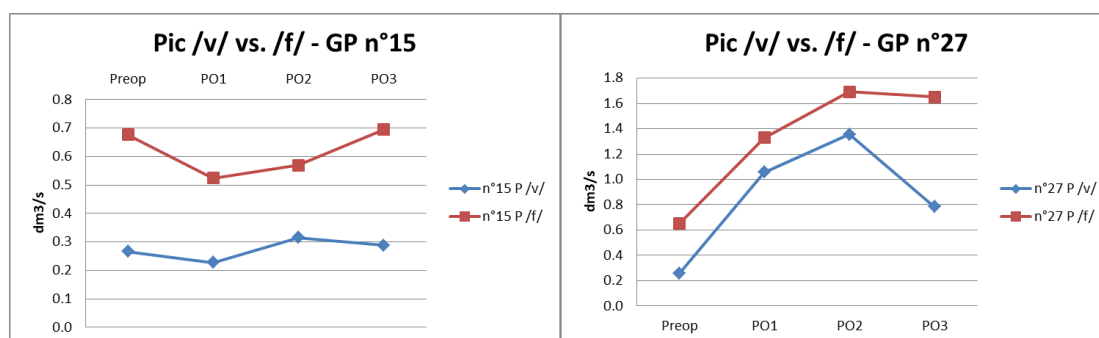 Pic /v/ vs. /f/ - GP n°15
Preop PO1 PO2 PO3
0.8
0.7
0.6
0.5
0.4
0.3
0.2
0.1
0.0
dm3/s
n°15 P /v/
n°15 P /f/
Pic /v/ vs. /f/ - GP n°27
1.8
1.6
1.4
1.2
1.0
0.8
0.6
0.4
0.2
0.0
dm3/s
Preop PO1 PO2 PO3
n°27 P /v/
n°27 P /f/